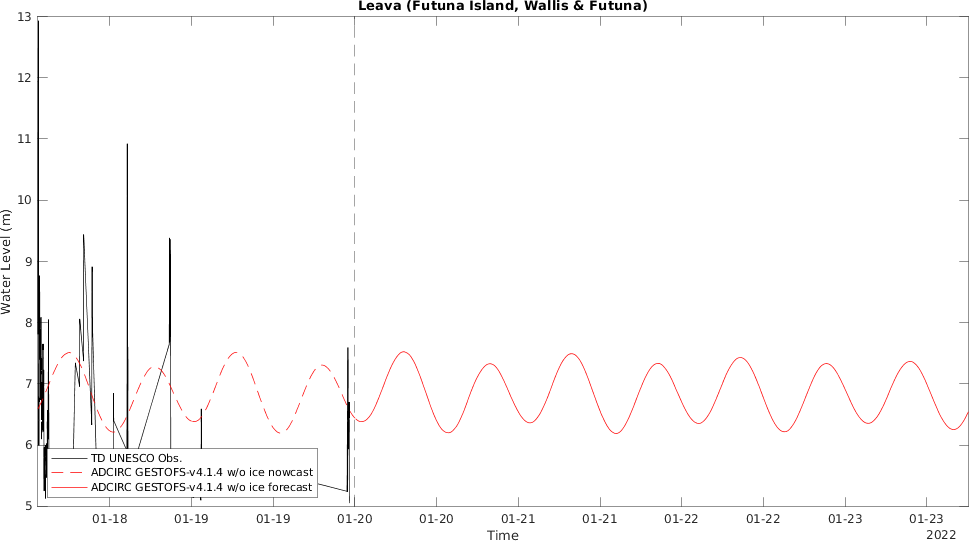 Leava (Futuna Island, Wallis & Futuna)
13
12
11
10
9
8
7
6
5
Water Level (m)
TD UNESCO Obs.
ADCIRC GESTOFS-v4.1.4 w/o ice nowcast
ADCIRC GESTOFS-v4.1.4 w/o ice forecast
01-18 01-19 01-19 01-20 01-20 01-21 01-21 01-22 01-22 01-23 01-23
Time
2022